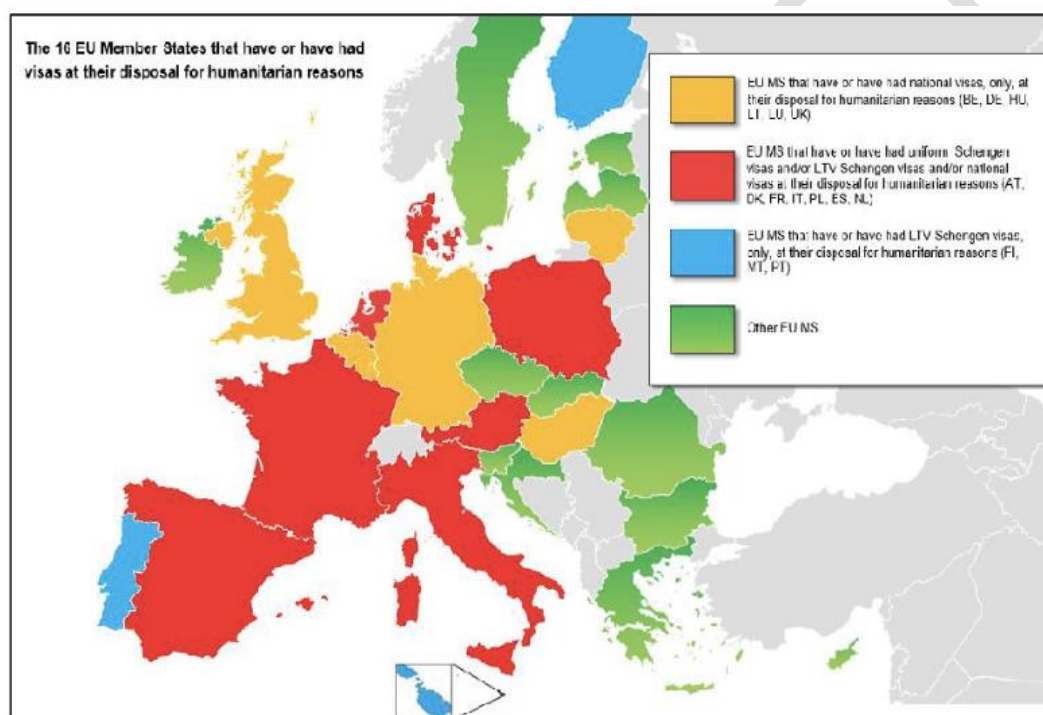 The 16 EU Member States that have or have had
visas at their disposal for humanitarian reasons
EU MS that have or have had national visas, only, at
their disposal for humanitarian reasons (BE, DE, HU,
LT, LU, UK)
EU MS that have or have had uniform Schengen
visas and/or LTV Schengen visas and/or national
visas at their disposal for humanitarian reasons (AT,
DK, FR, IT, PL, ES, NL)
EU MS that have or have had LTV Schengen visas,
only, at their disposal for humanitarian reasons (FI,
MT, PT)
Other EU MS